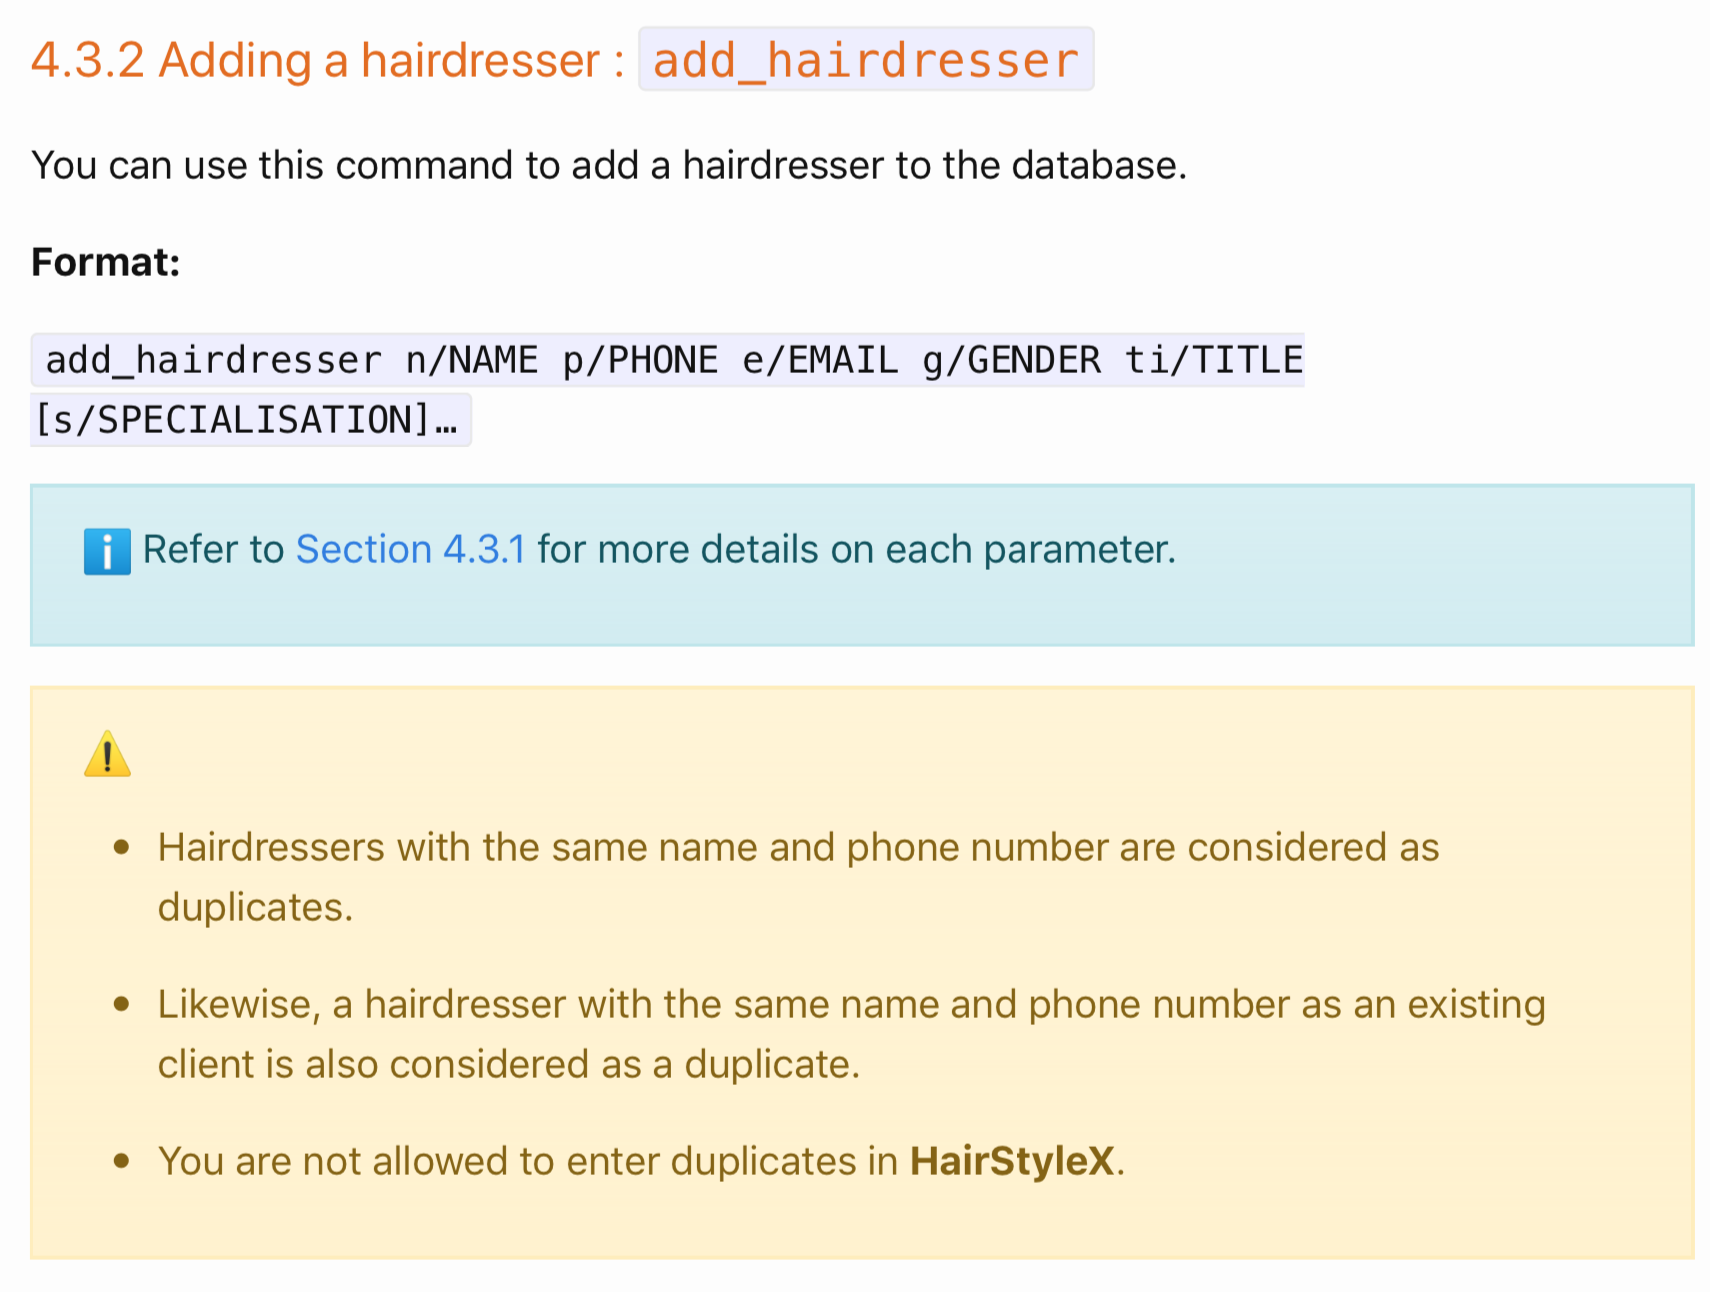 4.3.2 Adding a hairdresser : add_hairdresser
You can use this command to add a hairdresser to the database.
Format:
add_hairdresser n/NAME p/PHONE e/EMAIL g/GENDER ti/TITLE
[s/SPECIALISATION]…
ℹ️ Refer to Section 4.3.1 for more details on each parameter.
⚠️
• Hairdressers with the same name and phone number are considered as
duplicates.
• Likewise, a hairdresser with the same name and phone number as an existing
client is also considered as a duplicate.
• You are not allowed to enter duplicates in HairStyleX.